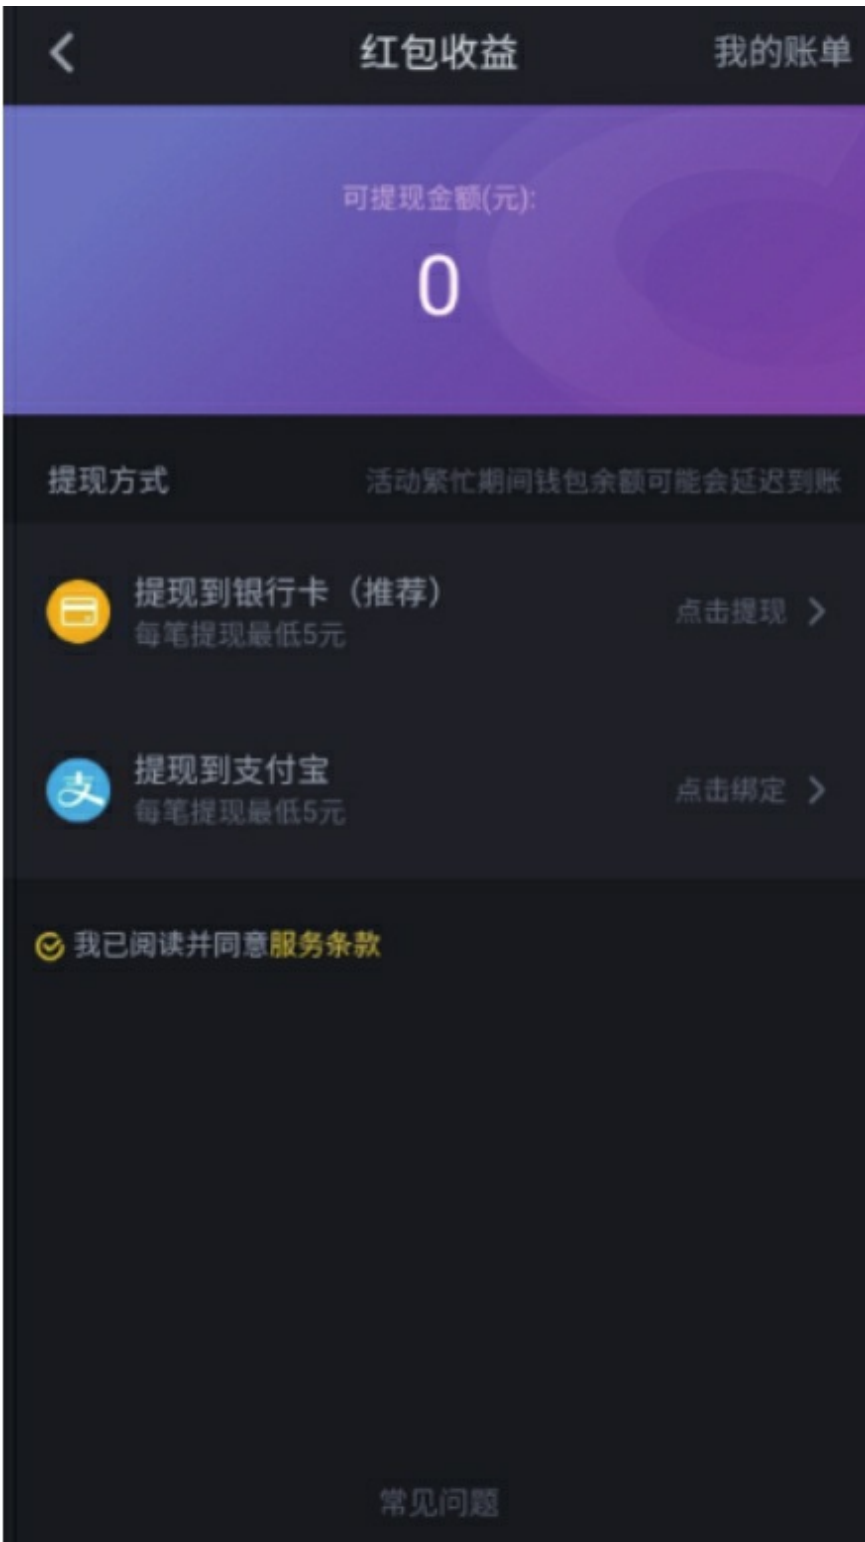 红包收益 我的账单
可提现金额(元):
0
提现方式 活动繁忙期间钱包余额可能会延迟到账
提现到银行卡（推荐）
每笔提现最低5元
点击提现
提现到支付宝
每笔提现最低5元
点击绑定
我已阅读并同意服务条款
常见问题